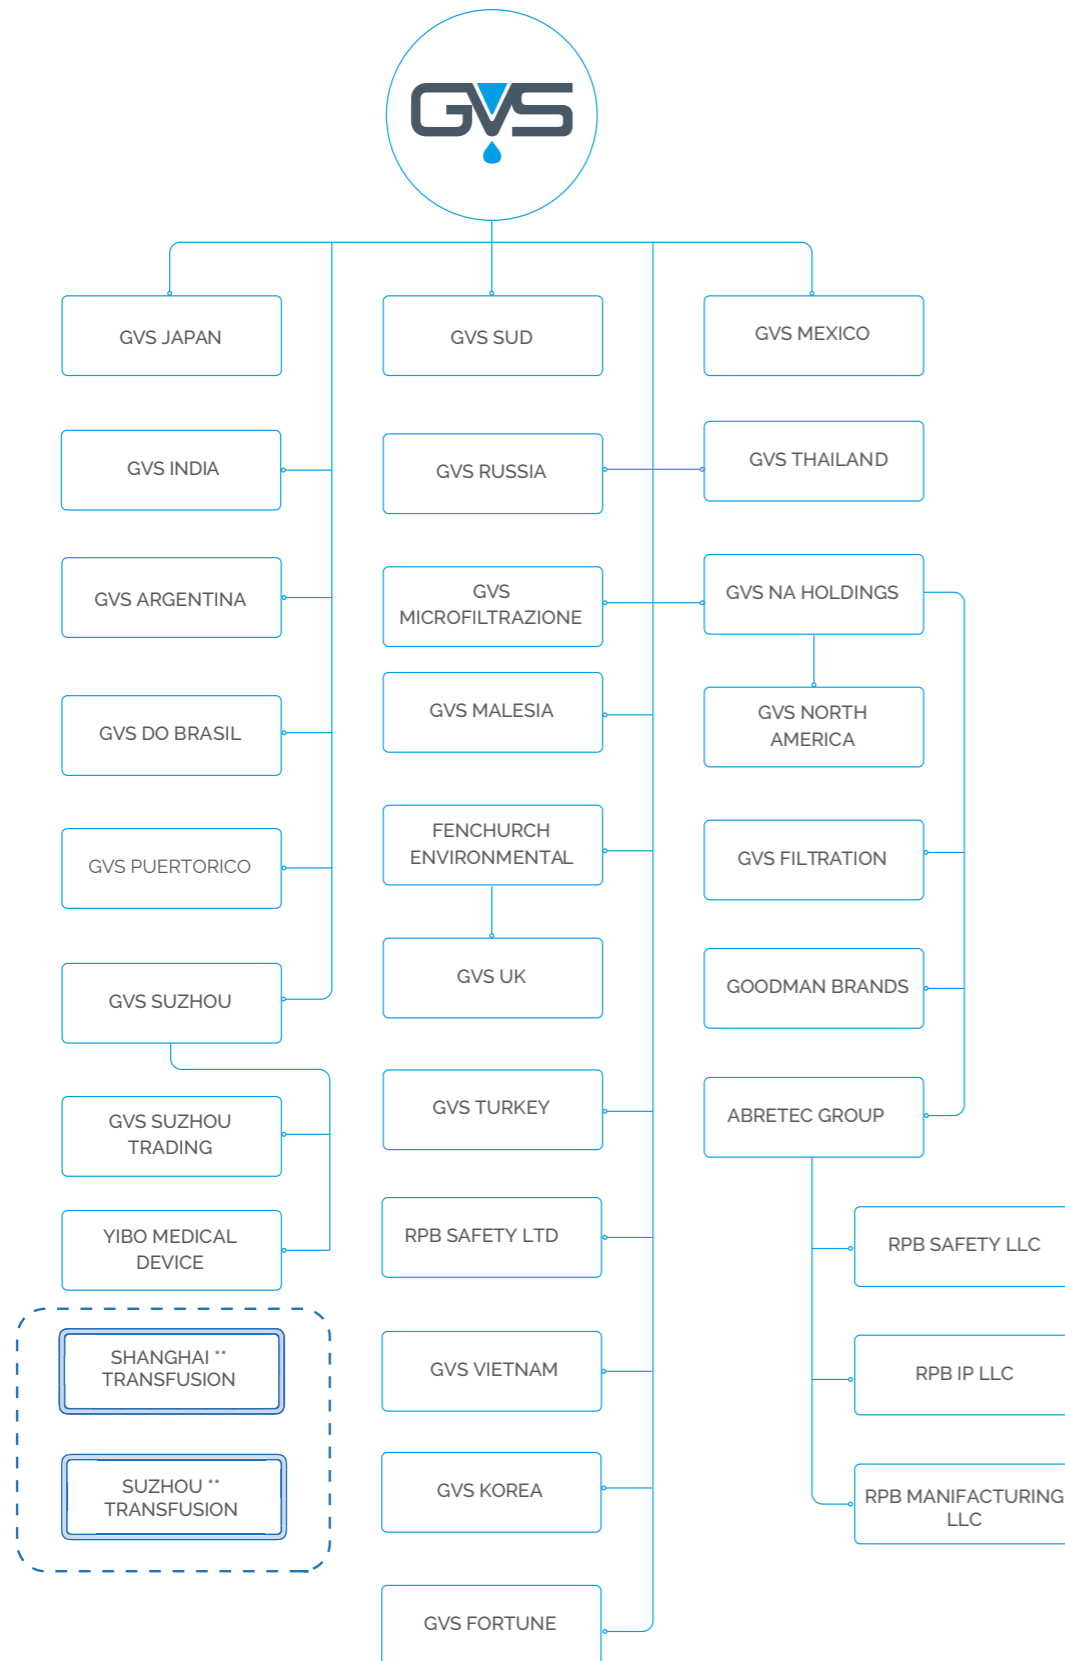 GVS
GVS JAPAN
GVS SUD
GVS MEXICO
GVS INDIA
GVS RUSSIA
GVS THAILAND
GVS ARGENTINA
GVS
MICROFILTRAZIONE
GVS NA HOLDINGS
GVS DO BRASIL
GVS MALESIA
GVS NORTH
AMERICA
GVS PUERTORICO
FENCHURCH
ENVIRONMENTAL
GVS FILTRATION
GVS SUZHOU
GVS UK
GOODMAN BRANDS
GVS SUZHOU
TRADING
GVS TURKEY
ABRETEC GROUP
YIBO MEDICAL
DEVICE
RPB SAFETY LTD
RPB SAFETY LLC
SHANGHAI **
TRANSFUSION
GVS VIETNAM
RPB IP LLC
SUZHOU **
TRANSFUSION
GVS KOREA
RPB MANIFACTURING
LLC
GVS FORTUNE